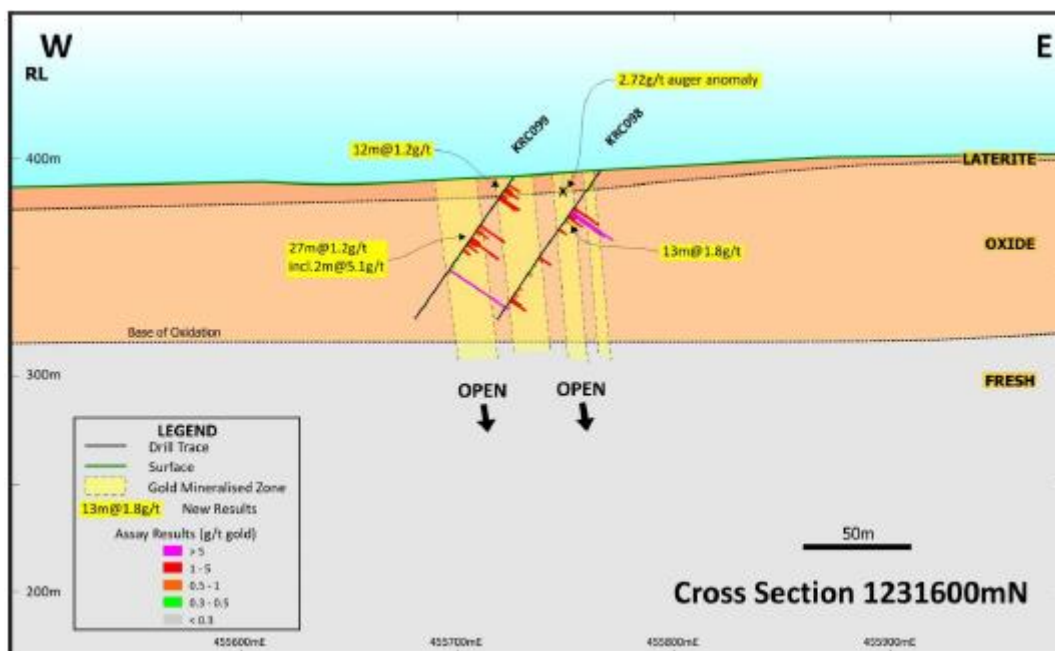 W
E
RL
2.72g/t auger anomaly
KRC099
KRC098
12m@1.2g/t
400m
LATERITE
27m@1.2g/t
incl.2m@5.1g/t
13m@1.8g/t
OXIDE
Base of Oxidation
300m
FRESH
OPEN
OPEN
LEGEND
Drill Trace
Surface
Gold Mineralised Zone
13m@1.8g/t New Results
Assay Results (g/t gold)
> 5
1 - 5
0.5 - 1
0.3 - 0.5
< 0.3
50m
200m
Cross Section 1231600mN
455600mE
455700mE
455800mE
455900mE